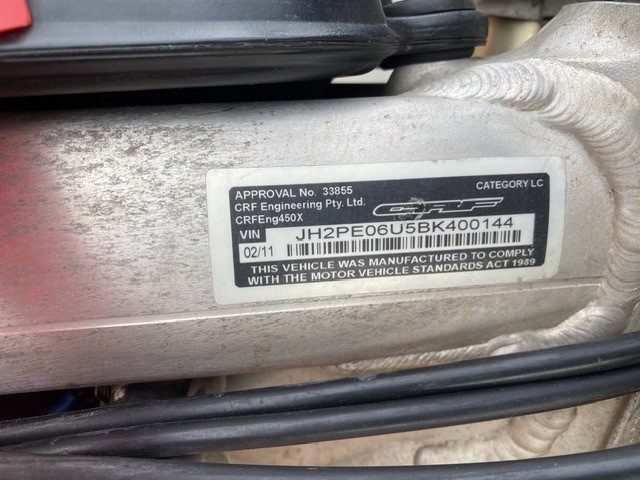 APPROVAL No. 33855
CATEGORY LC
CRF Engineering Pty. Ltd.
CRF
CRFEng450X
VIN JH2PE06U5BK400144
02/11
THIS VEHICLE WAS MANUFACTURED TO COMPLY
WITH THE MOTOR VEHICLE STANDARDS ACT 1989